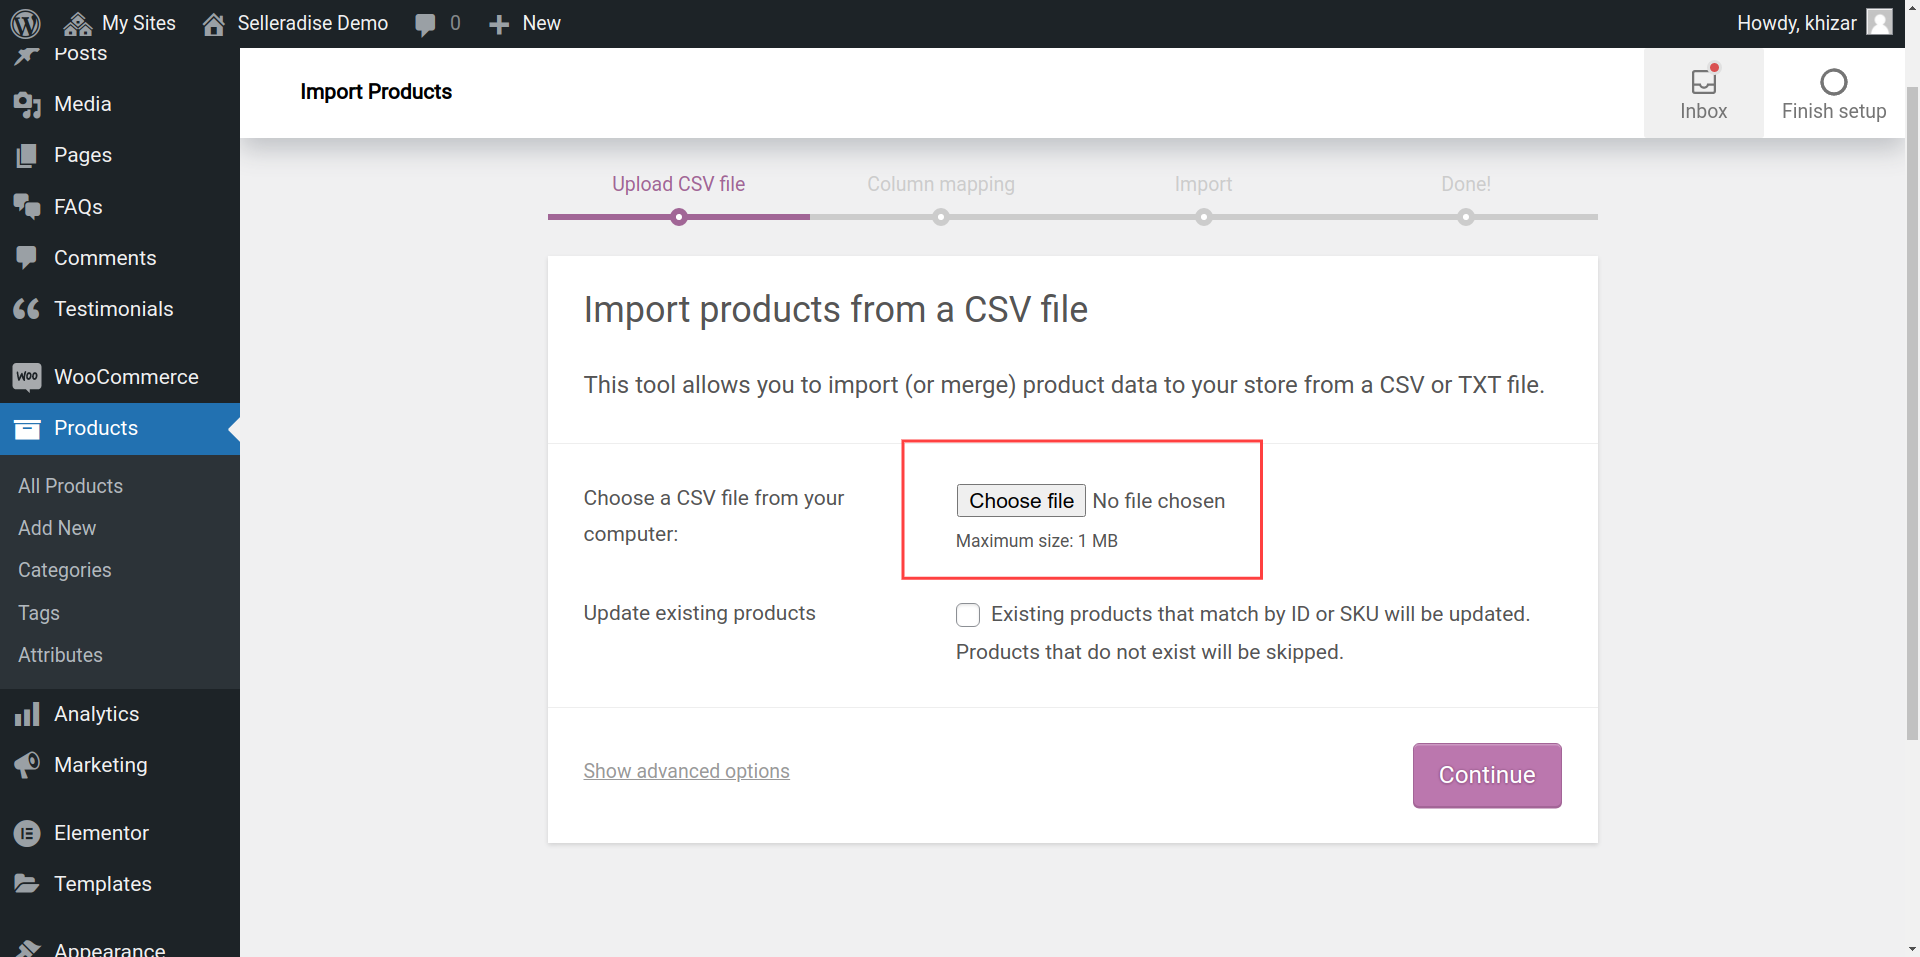 My Sites
Selleradise Demo
0
New
Howdy, khizar
Posts
Media
Pages
FAQs
Comments
Testimonials
WOO
WooCommerce
Products
All Products
Add New
Categories
Tags
Attributes
Analytics
Marketing
Elementor
Templates
Appearance
Import Products
Inbox
Finish setup
Upload CSV file
Column mapping
Import
Done!
Import products from a CSV file
This tool allows you to import (or merge) product data to your store from a CSV or TXT file.
Choose a CSV file from your
computer:
Choose file No file chosen
Maximum size: 1 MB
Update existing products
Existing products that match by ID or SKU will be updated.
Products that do not exist will be skipped.
Show advanced options
Continue